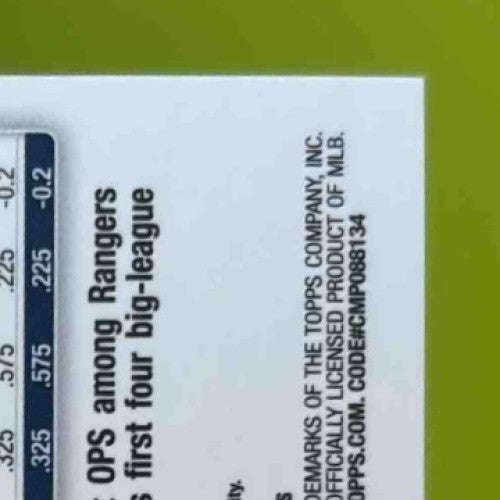 .325 .575 .225 -0.2
.325 .575 .225 -0.2
OPS among Rangers
first four big-league
ity.
s
DEMARKS OF THE TOPPS COMPANY, INC.
OFFICIALLY LICENSED PRODUCT OF MLB.
OPPS.COM. CODE#CMP088134